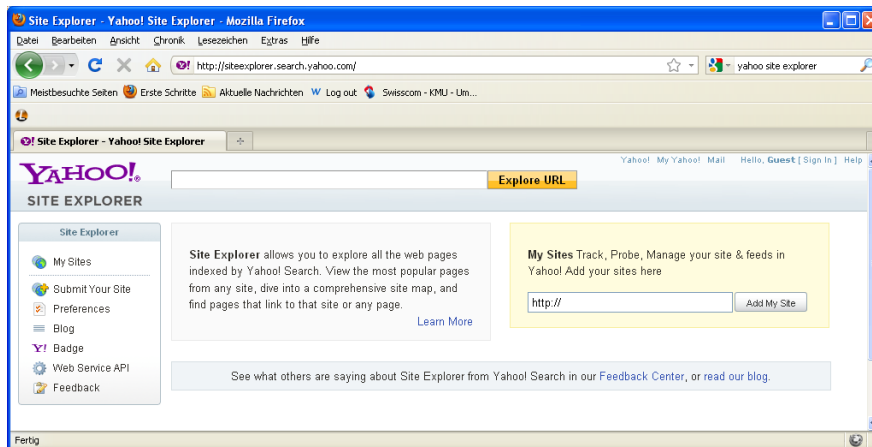 Site Explorer - Yahoo! Site Explorer - Mozilla Firefox
Datei Bearbeiten Ansicht Chronik Lesezeichen Extras Hilfe
http://siteexplorer.search.yahoo.com/ yahoo site explorer
Meistbesuchte Seiten Erste Schritte Aktuelle Nachrichten W Log out Swisscom - KMU - Um...
Y! Site Explorer - Yahoo! Site Explorer
Yahoo! My Yahoo! Mail Hello, Guest [ Sign In ] Help
YAHOO!®
Explore URL
SITE EXPLORER
Site Explorer
My Sites
Submit Your Site
Preferences
Blog
Y! Badge
Web Service API
Feedback
Site Explorer allows you to explore all the web pages
indexed by Yahoo! Search. View the most popular pages
from any site, dive into a comprehensive site map, and
find pages that link to that site or any page.
Learn More
My Sites Track, Probe, Manage your site & feeds in
Yahoo! Add your sites here
http:// Add My Site
See what others are saying about Site Explorer from Yahoo! Search in our Feedback Center, or read our blog.
Fertig